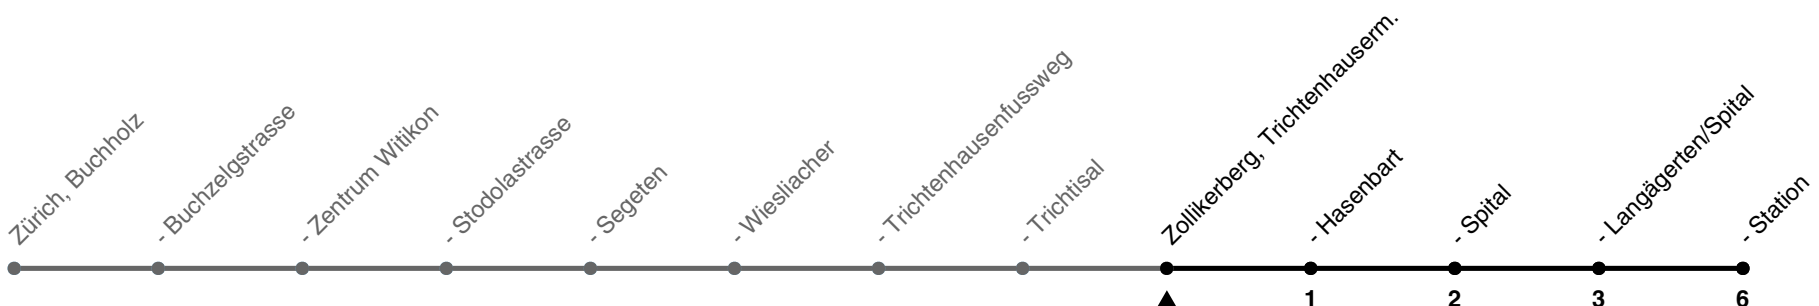 Zürich, Buchholz
- Buchzelgstrasse
- Zentrum Witikon
- Stodolastrasse
- Segeten
- Wiesliacher
- Trichtenhausenfussweg
- Trichtisal
Zollikerberg, Trichtenhauserm.
- Hasenbart
- Spital
- Langägerten/Spital
- Station
1
2
3
6